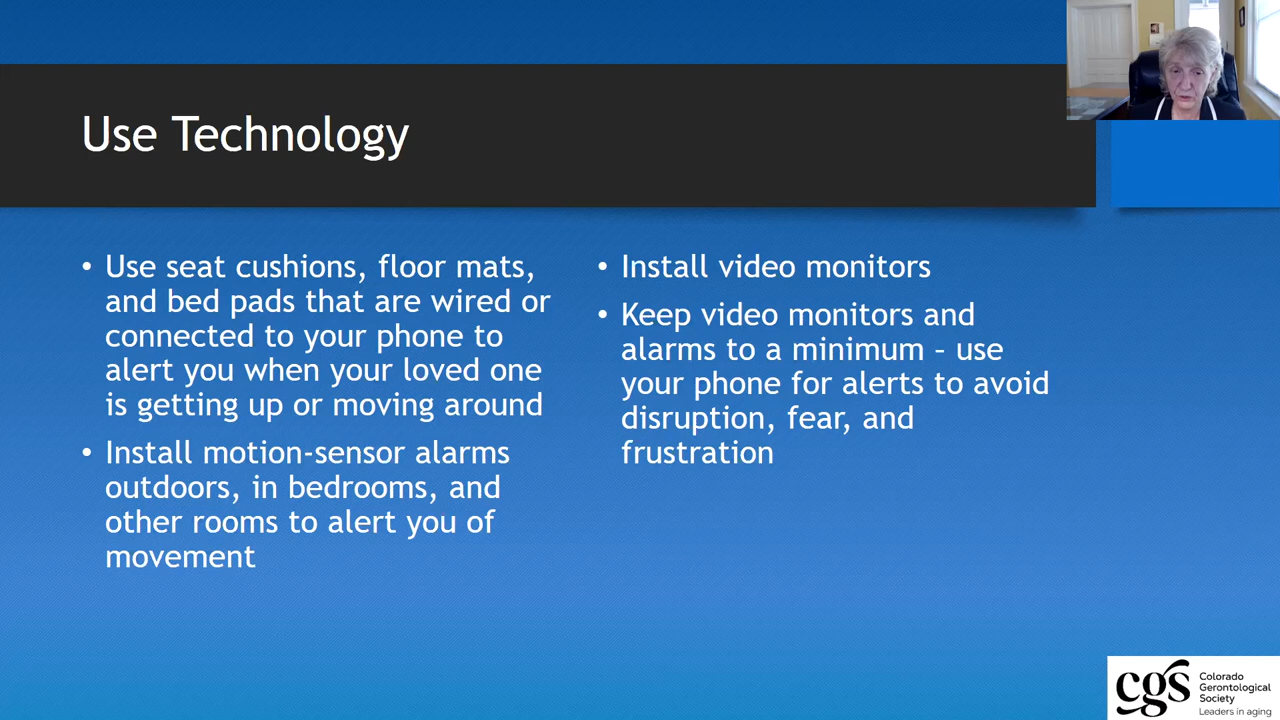 Use Technology
• Use seat cushions, floor mats,
and bed pads that are wired or
connected to your phone to
alert you when your loved one
is getting up or moving around
• Install motion-sensor alarms
outdoors, in bedrooms, and
other rooms to alert you of
movement
• Install video monitors
• Keep video monitors and
alarms to a minimum – use
your phone for alerts to avoid
disruption, fear, and
frustration
cgs
Colorado
Gerontological
Society
Leaders in aging